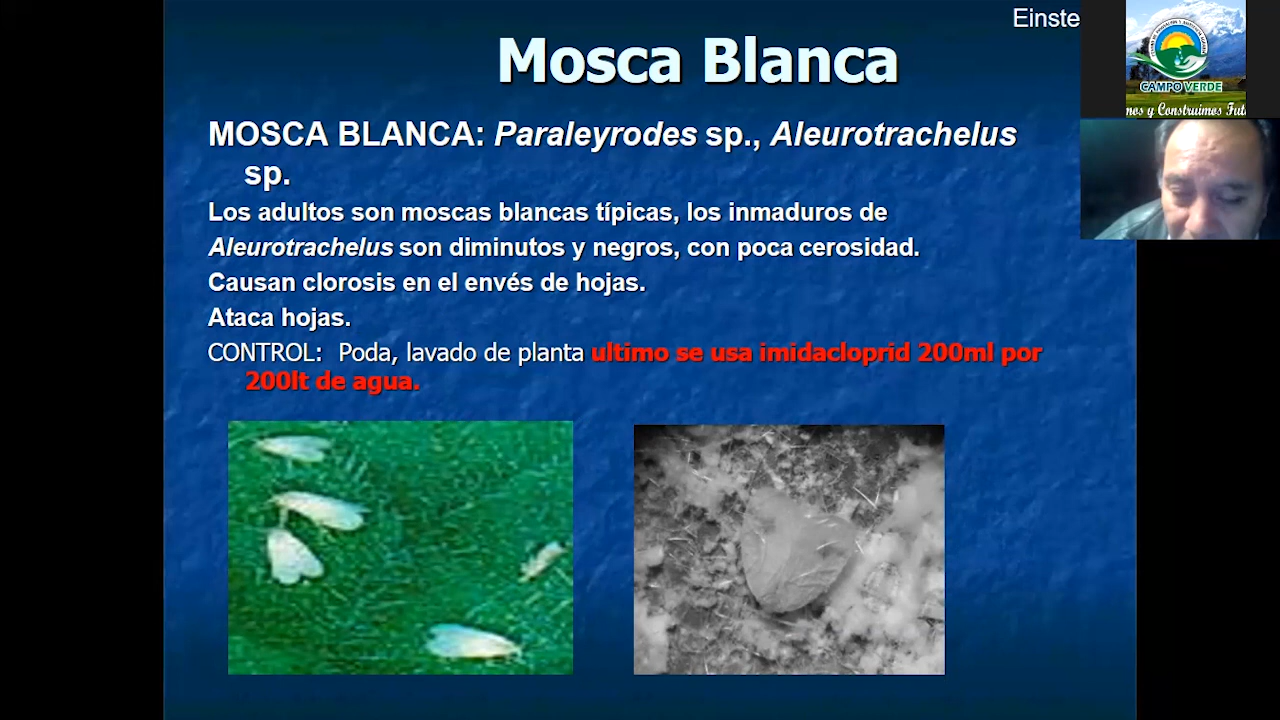 Einste
Mosca Blanca
MOSCA BLANCA: Paraleyrodes sp., Aleurotrachelus
sp.
Los adultos son moscas blancas típicas, los inmaduros de
Aleurotrachelus son diminutos y negros, con poca cerosidad.
Causan clorosis en el envés de hojas.
Ataca hojas.
CONTROL: Poda, lavado de planta ultimo se usa imidacloprid 200ml por
200lt de agua.
CAMPO VERDE
mos y Construimos Fut